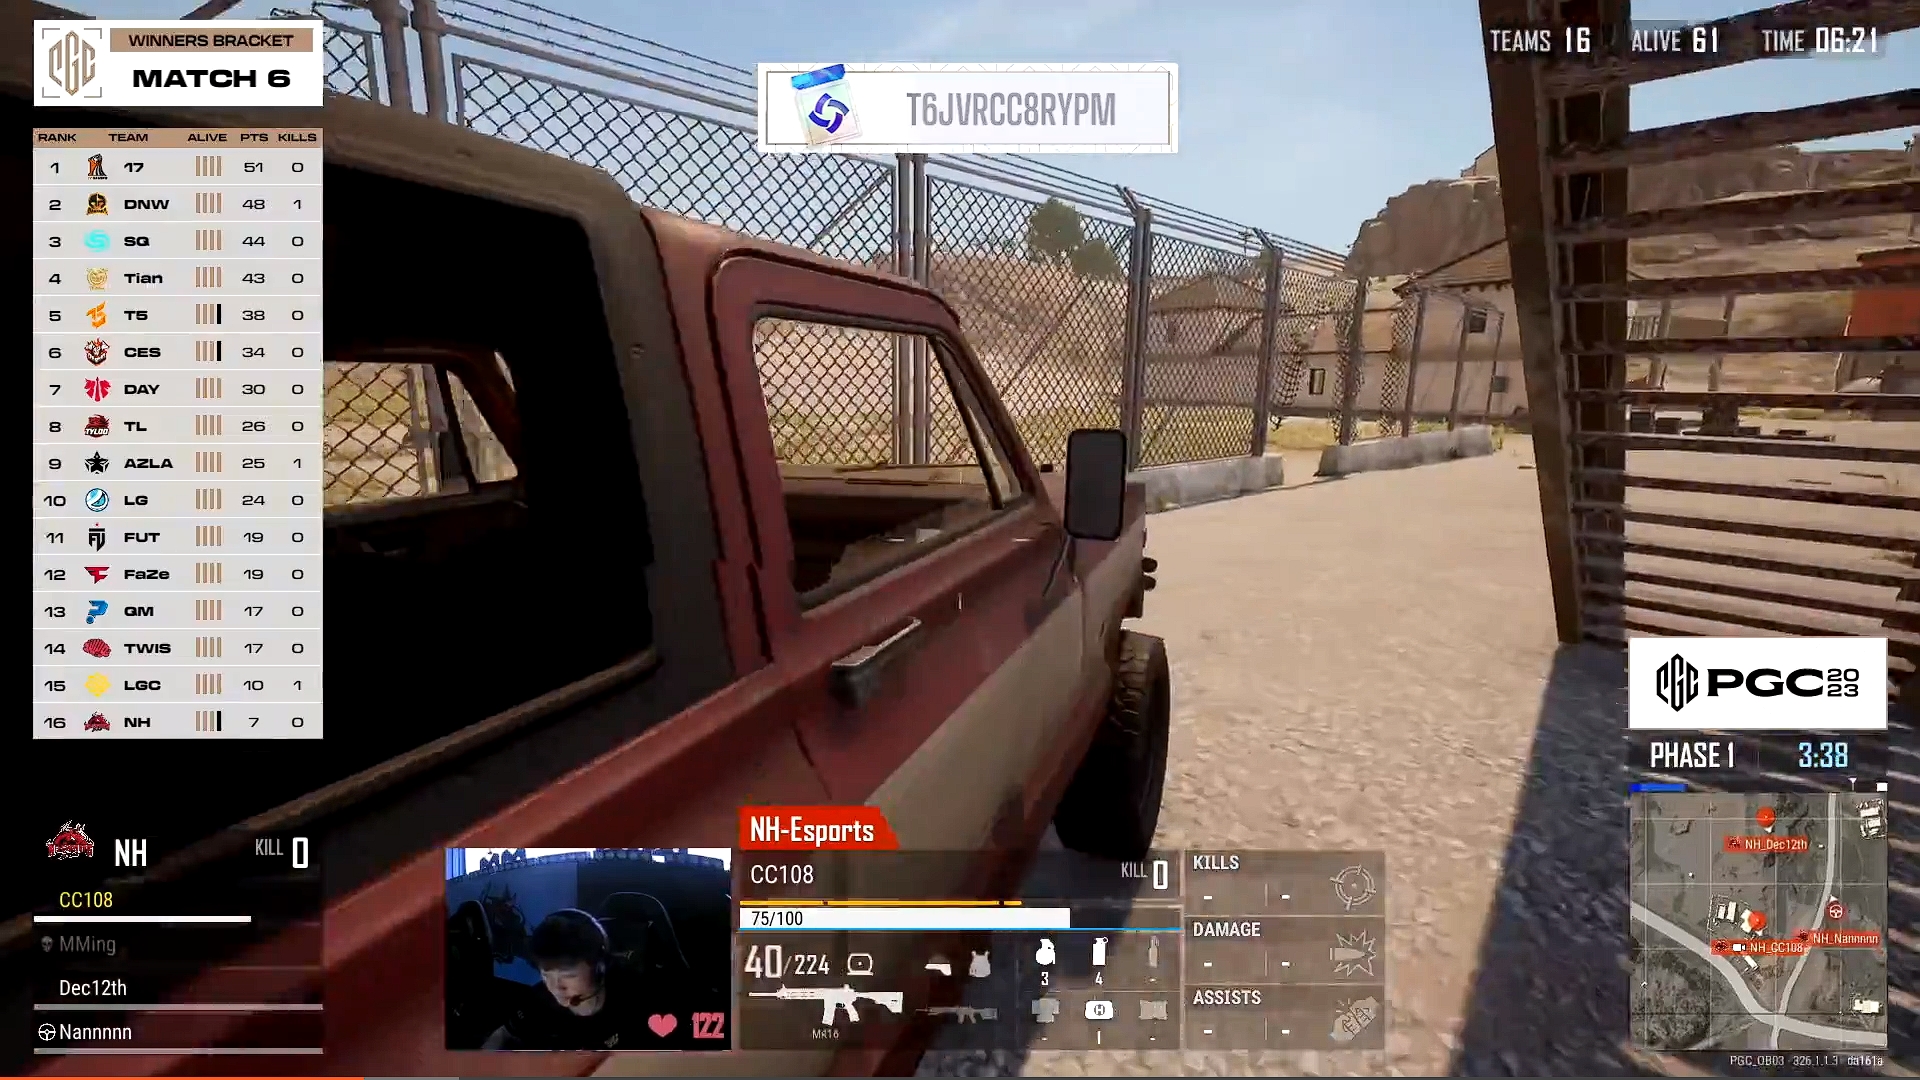 WINNERS BRACKET
MATCH 6
TEAMS 16 ALIVE 61 TIME 06:21
T6JVRCC8RYPM
RANK TEAM ALIVE PTS KILLS
1 17 51 0
2 DNW 48 1
3 SQ 44 0
4 Tian 43 0
5 T5 38 0
6 CES 34 0
7 DAY 30 0
8 TL 26 0
9 AZLA 25 1
10 LG 24 0
11 FUT 19 0
12 FaZe 19 0
13 QM 17 0
14 TWIS 17 0
15 LGC 10 1
16 NH 7 0
PGC 2023
PHASE 1 3:38
NH_Dec12th
NH_CC108
NH_Nannnnn
PGC_OB03 - 326.1.1.3 - da161a
NH KILL 0
CC108
MMing
Dec12th
Nannnnn
122
NH-Esports
CC108 KILL 0
75/100
40/224
M416
3 4 -
- 1 -
KILLS
- -
DAMAGE
- -
ASSISTS
- -